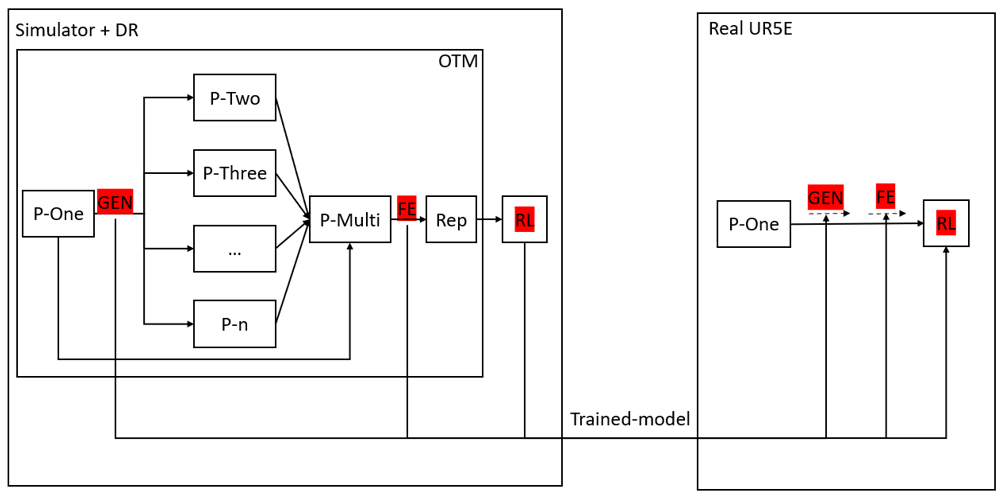 Simulator + DR
OTM
P-One
GEN
P-Two
P-Three
...
P-n
P-Multi
FE
Rep
RL
Trained-model
Real UR5E
P-One
GEN
FE
RL